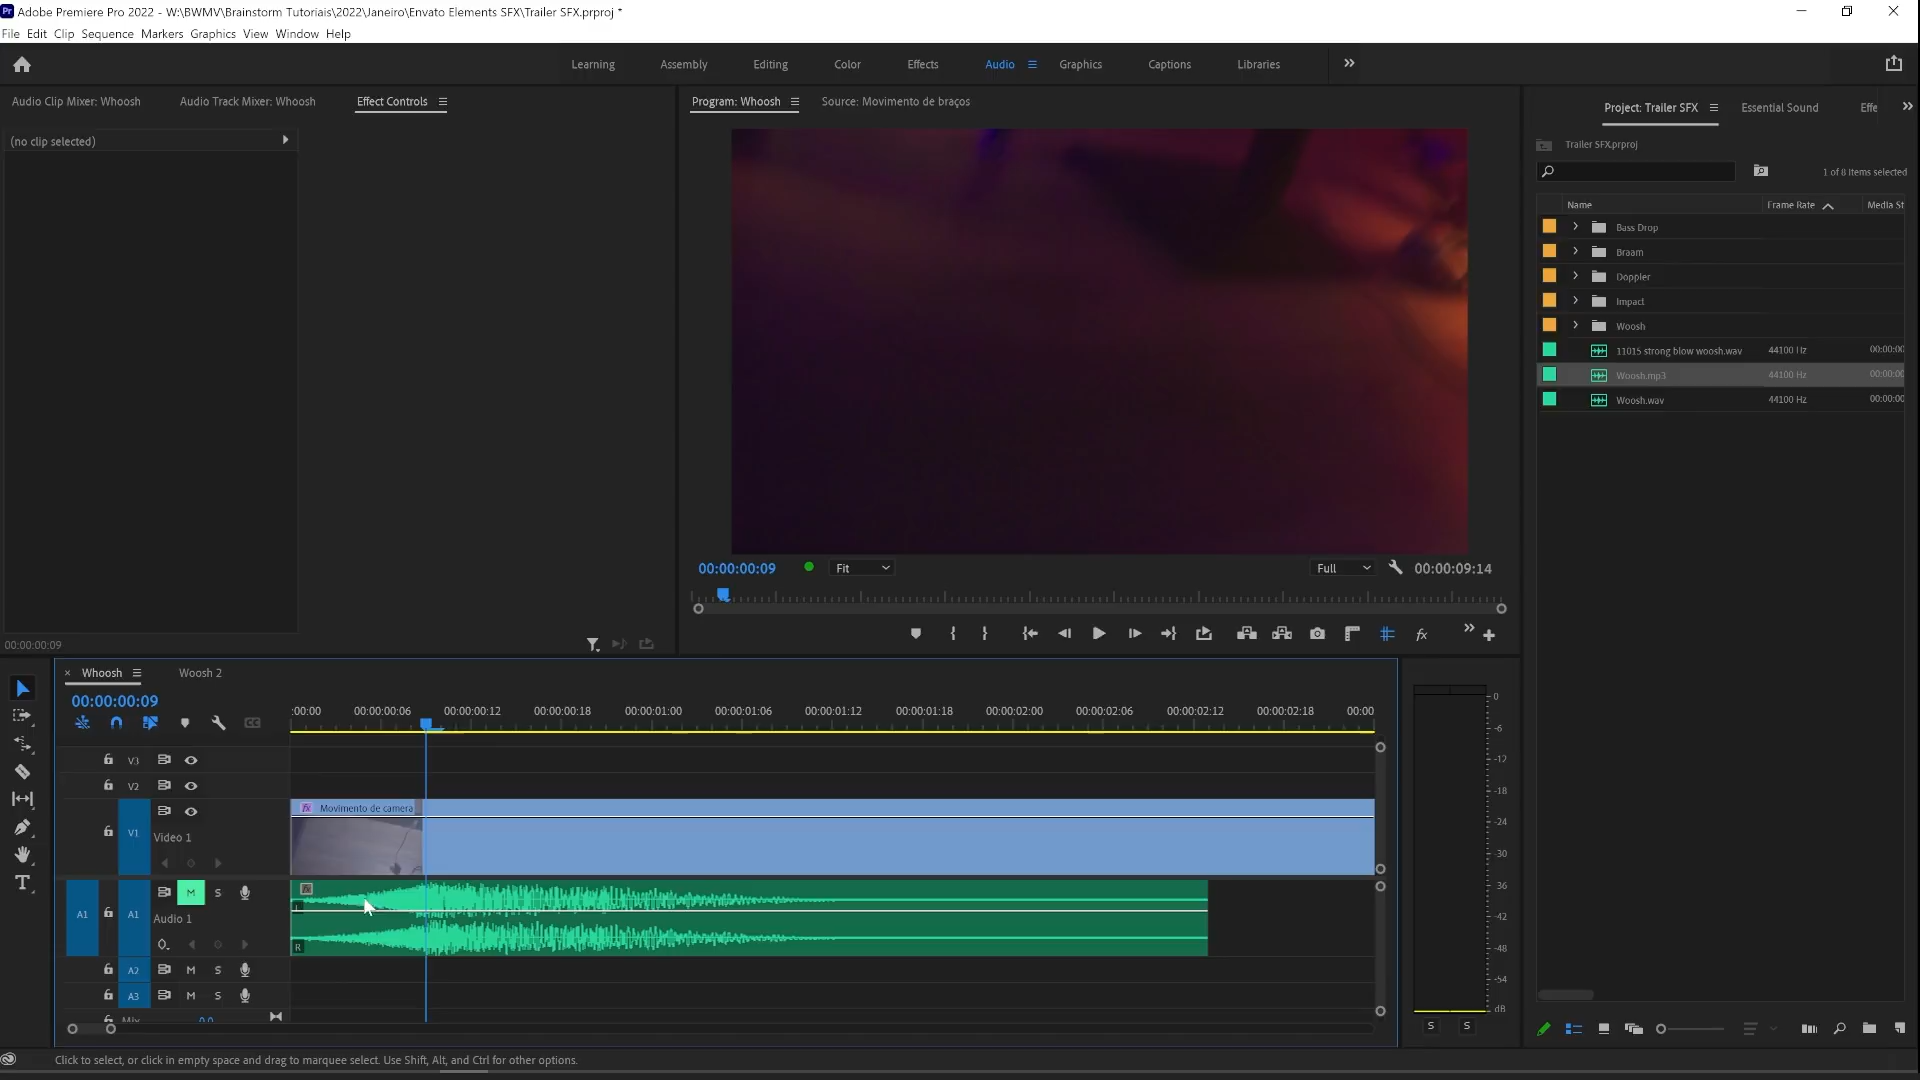 Adobe Premiere Pro 2022 - W:\BWMV\Brainstorm Tutoriais\2022\Janeiro\Envato Elements SFX\Trailer SFX.prproj *
File Edit Clip Sequence Markers Graphics View Window Help
Learning Assembly Editing Color Effects Audio Graphics Captions Libraries
Audio Clip Mixer: Whoosh Audio Track Mixer: Whoosh Effect Controls
Program: Whoosh Source: Movimento de braços
Project: Trailer SFX Essential Sound Effe
(no clip selected)
Trailer SFX.prproj
1 of 8 items selected
Name Frame Rate Media St
Bass Drop
Braam
Doppler
Impact
Woosh
11015 strong blow woosh.wav 44100 Hz 00:00:00
Woosh.mp3 44100 Hz 00:00:00
Woosh.wav 44100 Hz 00:00:00
00:00:00:09 Fit Full 00:00:09:14
00:00:00:09
Whoosh Woosh 2
00:00:00:09
:00:00 00:00:00:06 00:00:00:12 00:00:00:18 00:00:01:00 00:00:01:06 00:00:01:12 00:00:01:18 00:00:02:00 00:00:02:06 00:00:02:12 00:00:02:18 00:00
V3
V2
fx Movimento de camera
V1 Video 1
A1 A1 M S
Audio 1
fx
L
R
A2 M S
A3 M S
Mix 0.0
0
-6
-12
-18
-24
-30
36
-42
-48
-54
dB
S S
Click to select, or click in empty space and drag to marquee select. Use Shift, Alt, and Ctrl for other options.